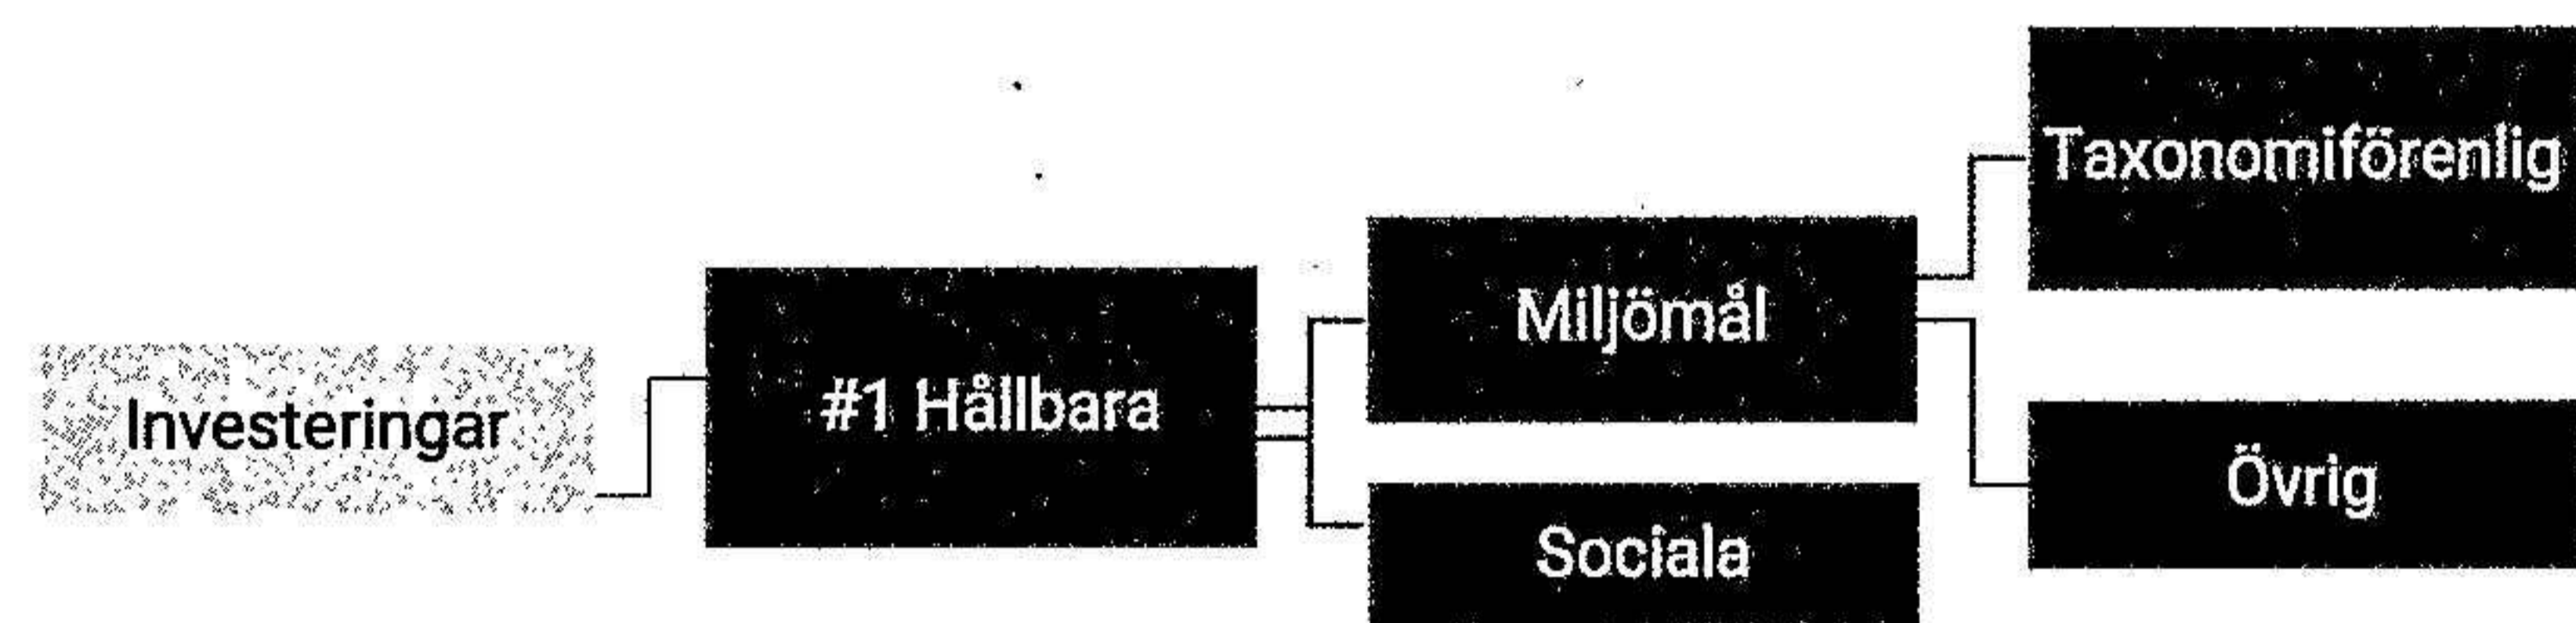 Taxonomiförenlig
Miljömål
#1 Hållbara
Investeringar
Övrig
Sociala